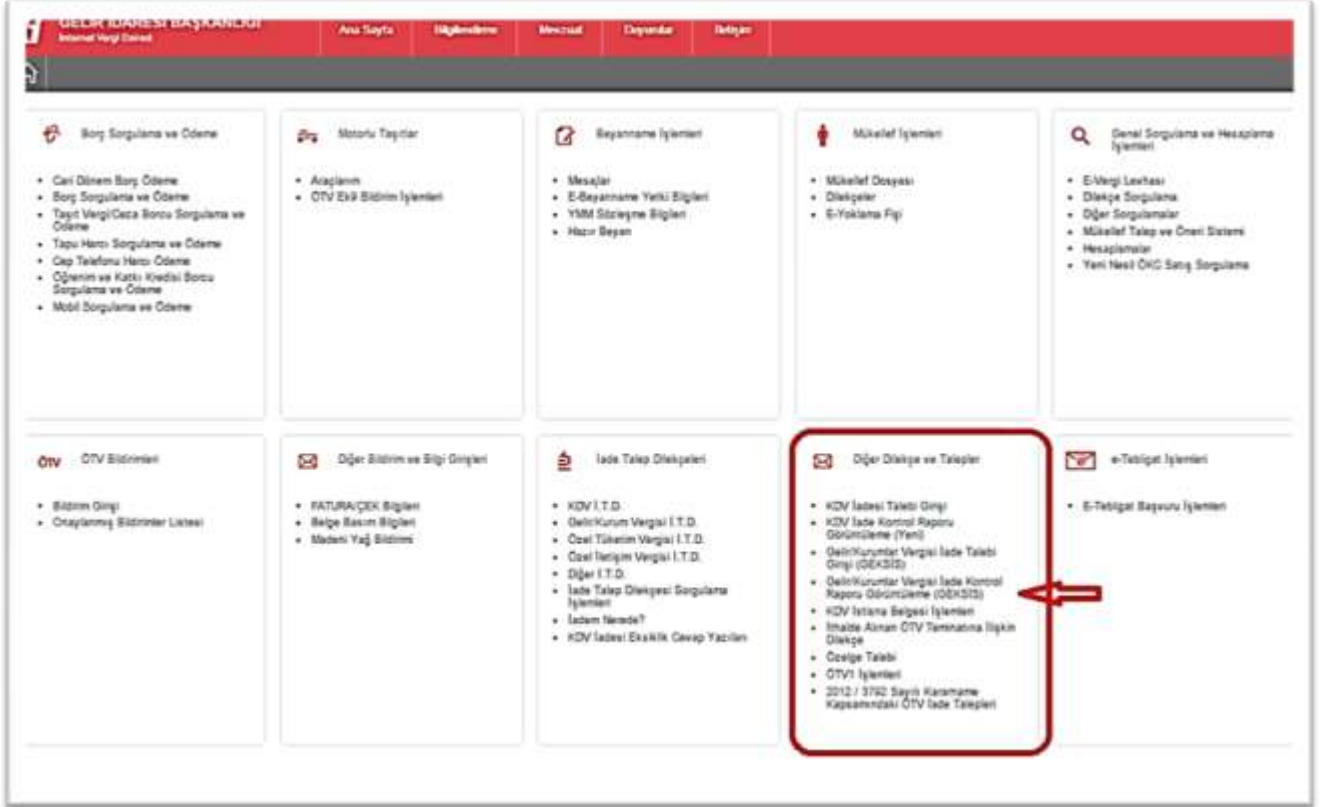 GELİR İDARESİ BAŞKANLIĞI
İnternet Vergi Dairesi
Ana Sayfa
Bilgilendirme
Mevzuat
Duyurular
İletişim
Borç Sorgulama ve Ödeme
Cari Dönem Borç Ödeme
Borç Sorgulama ve Ödeme
Taşıt Vergi/Ceza Borcu Sorgulama ve
Ödeme
Tapu Harcı Sorgulama ve Ödeme
Cep Telefonu Harcı Ödeme
Öğrenim ve Katkı Kredisi Borcu
Sorgulama ve Ödeme
Mobil Sorgulama ve Ödeme
Motorlu Taşıtlar
Araçlarım
ÖTV Ek9 Bildirim İşlemleri
Beyanname İşlemleri
Mesajlar
E-Beyanname Yetki Bilgileri
YMM Sözleşme Bilgileri
Hazır Beyan
Mükellef İşlemleri
Mükellef Dosyası
Dilekçeler
E-Yoklama Fişi
Genel Sorgulama ve Hesaplama
İşlemleri
E-Vergi Levhası
Dilekçe Sorgulama
Diğer Sorgulamalar
Mükellef Talep ve Öneri Sistemi
Hesaplamalar
Yeni Nesil ÖKC Satış Sorgulama
ÖTV ÖTV Bildirimleri
Bildirim Girişi
Onaylanmış Bildirimler Listesi
Diğer Bildirim ve Bilgi Girişleri
FATURA/ÇEK Bilgileri
Belge Basım Bilgileri
Madeni Yağ Bildirimi
İade Talep Dilekçeleri
KDV İ.T.D.
Gelir/Kurum Vergisi İ.T.D.
Özel Tüketim Vergisi İ.T.D.
Özel İletişim Vergisi İ.T.D.
Diğer İ.T.D.
İade Talep Dilekçesi Sorgulama
İşlemleri
İadem Nerede?
KDV İadesi Eksiklik Cevap Yazıları
Diğer Dilekçe ve Talepler
KDV İadesi Talebi Girişi
KDV İade Kontrol Raporu
Görüntüleme (Yeni)
Gelir/Kurumlar Vergisi İade Talebi
Girişi (GEKSİS)
Gelir/Kurumlar Vergisi İade Kontrol
Raporu Görüntüleme (GEKSİS)
KDV İstisna Belgesi İşlemleri
İthalde Alınan ÖTV Teminatına İlişkin
Dilekçe
Özelge Talebi
ÖTV1 İşlemleri
2012 / 3792 Sayılı Kararname
Kapsamındaki ÖTV İade Talepleri
e-Tebligat İşlemleri
E-Tebligat Başvuru İşlemleri